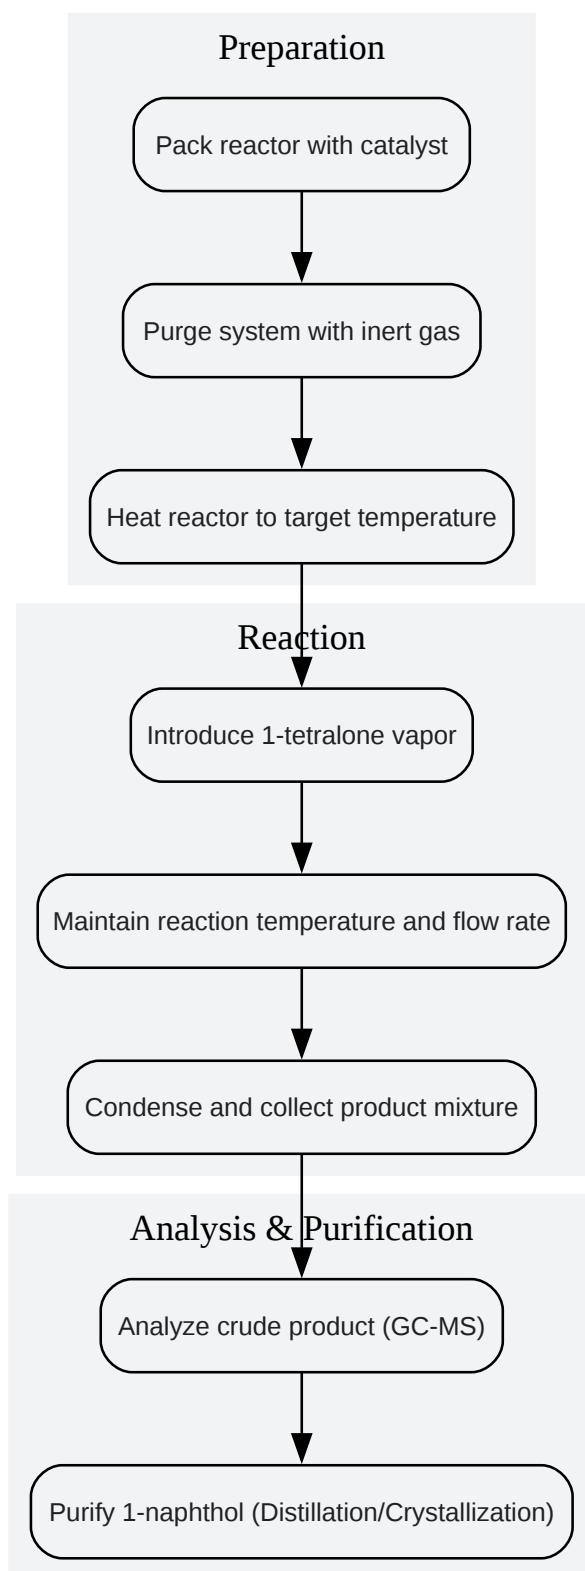 Preparation
Pack reactor with catalyst
Purge system with inert gas
Heat reactor to target temperature
Reaction
Introduce 1-tetralone vapor
Maintain reaction temperature and flow rate
Condense and collect product mixture
Analysis & Purification
Analyze crude product (GC-MS)
Purify 1-naphthol (Distillation/Crystallization)